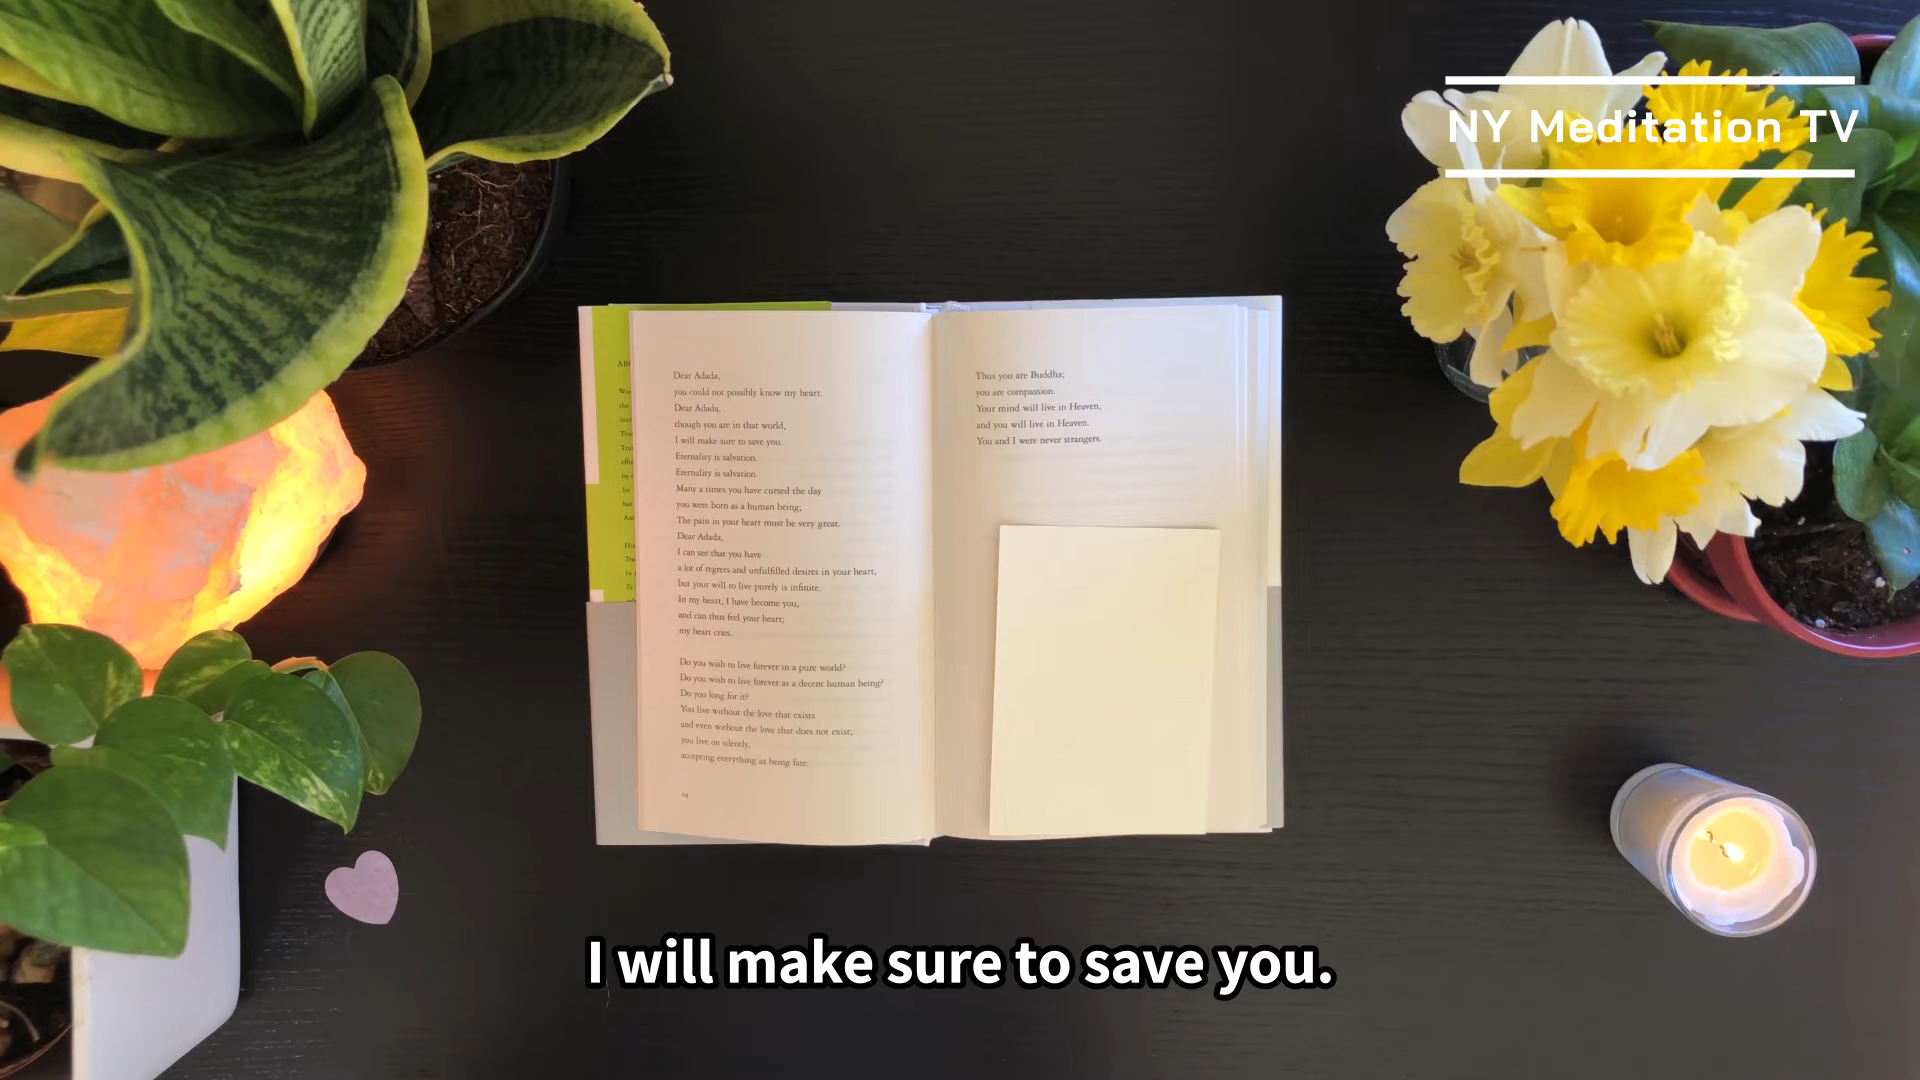 NY Meditation TV
Dear Adada,
you could not possibly know my heart.
Dear Adada,
though you are in that world,
I will make sure to save you.
Eternality is salvation.
Eternality is salvation.
Many a times you have cursed the day
you were born as a human being;
The pain in your heart must be very great.
Dear Adada,
I can see that you have
a lot of regrets and unfulfilled desires in your heart,
but your will to live purely is infinite.
In my heart, I have become you,
and can thus feel your heart;
my heart cries.
Do you wish to live forever in a pure world?
Do you wish to live forever as a decent human being?
Do you long for it?
You live without the love that exists
and even without the love that does not exist;
you live on silently,
accepting everything as being fate.
24
Thus you are Buddha;
you are compassion.
Your mind will live in Heaven,
and you will live in Heaven.
You and I were never strangers.
I will make sure to save you.